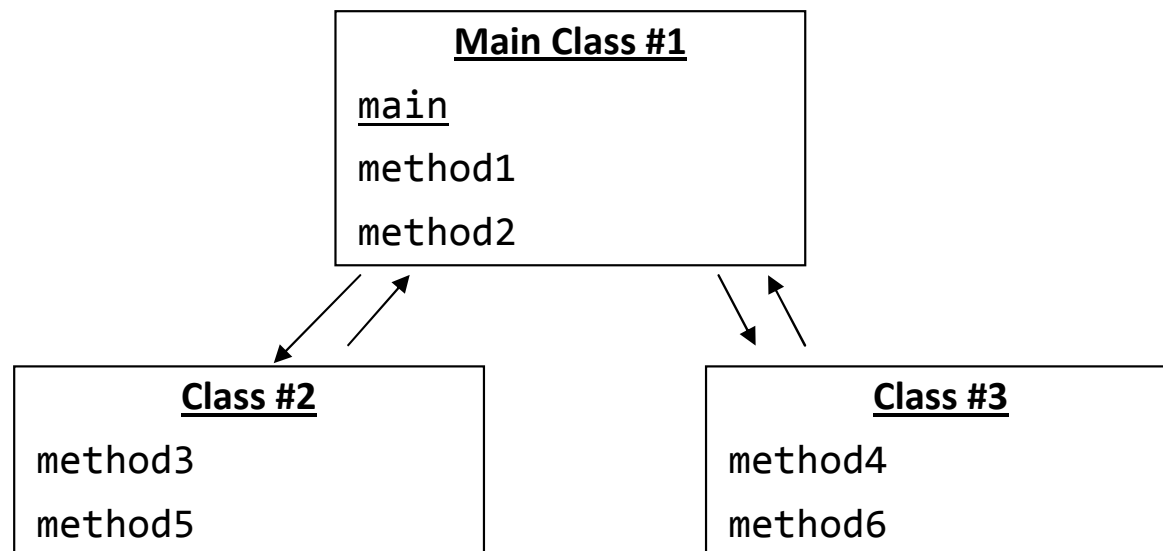 Main Class #1
main
method1
method2
Class #2
method3
method5
Class #3
method4
method6